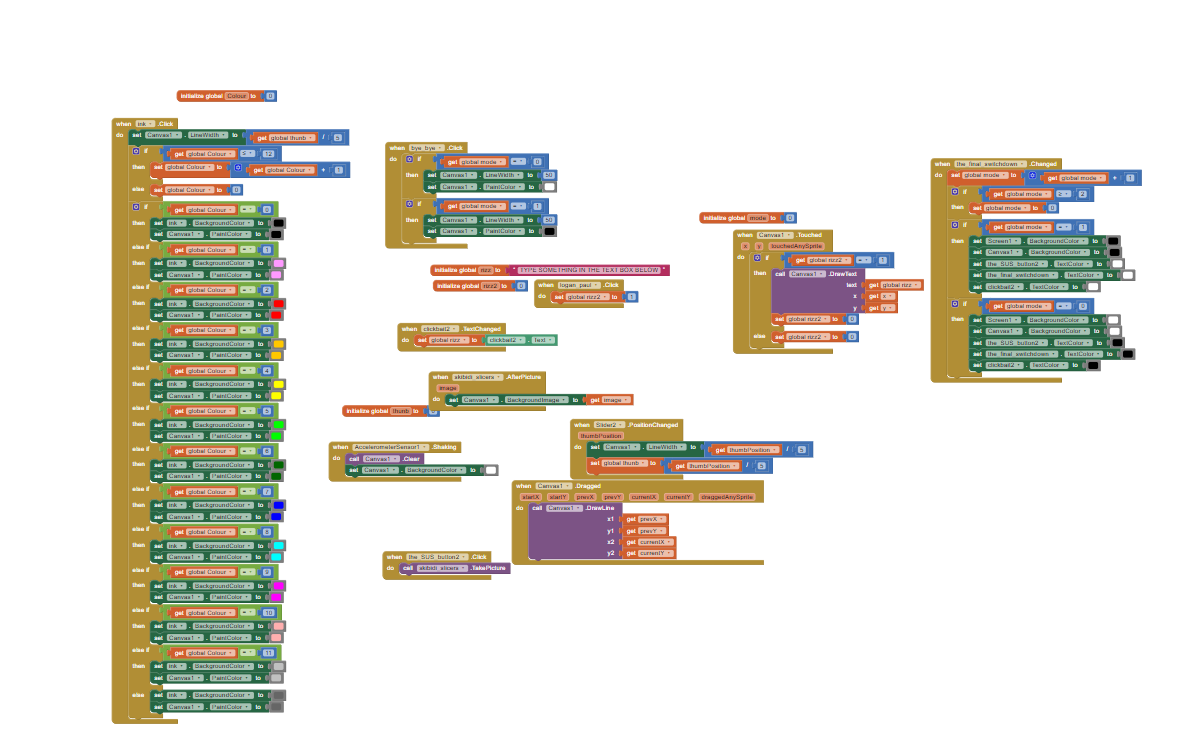 initialize global Colour to 0
when ink .Click
do set Canvas1 . LineWidth to get global thumb / 5
if get global Colour ≤ 12
then set global Colour to get global Colour + 1
else set global Colour to 0
if get global Colour = 0
then set ink . BackgroundColor to
set Canvas1 . PaintColor to
else if get global Colour = 1
then set ink . BackgroundColor to
set Canvas1 . PaintColor to
else if get global Colour = 2
then set ink . BackgroundColor to
set Canvas1 . PaintColor to
else if get global Colour = 3
then set ink . BackgroundColor to
set Canvas1 . PaintColor to
else if get global Colour = 4
then set ink . BackgroundColor to
set Canvas1 . PaintColor to
else if get global Colour = 5
then set ink . BackgroundColor to
set Canvas1 . PaintColor to
else if get global Colour = 6
then set ink . BackgroundColor to
set Canvas1 . PaintColor to
else if get global Colour = 7
then set ink . BackgroundColor to
set Canvas1 . PaintColor to
else if get global Colour = 8
then set ink . BackgroundColor to
set Canvas1 . PaintColor to
else if get global Colour = 9
then set ink . BackgroundColor to
set Canvas1 . PaintColor to
else if get global Colour = 10
then set ink . BackgroundColor to
set Canvas1 . PaintColor to
else if get global Colour = 11
then set ink . BackgroundColor to
set Canvas1 . PaintColor to
else set ink . BackgroundColor to
set Canvas1 . PaintColor to
when bye_bye .Click
do if get global mode = 0
then set Canvas1 . LineWidth to 50
set Canvas1 . PaintColor to
if get global mode = 1
then set Canvas1 . LineWidth to 50
set Canvas1 . PaintColor to
initialize global rizz to " TYPE SOMETHING IN THE TEXT BOX BELOW "
initialize global rizz2 to 0
when logan_paul .Click
do set global rizz2 to 1
when clickbait2 .TextChanged
do set global rizz to clickbait2 . Text
when skibidi_slicers .AfterPicture
image
do set Canvas1 . BackgroundImage to get image
initialize global thumb to
when AccelerometerSensor1 .Shaking
do call Canvas1 .Clear
set Canvas1 . BackgroundColor to
when Slider2 .PositionChanged
thumbPosition
do set Canvas1 . LineWidth to get thumbPosition / 5
set global thumb to get thumbPosition / 5
when Canvas1 .Dragged
startX startY prevX prevY currentX currentY draggedAnySprite
do call Canvas1 .DrawLine
x1 get prevX
y1 get prevY
x2 get currentX
y2 get currentY
when the_SUS_button2 .Click
do call skibidi_slicers .TakePicture
initialize global mode to 0
when Canvas1 .Touched
x y touchedAnySprite
do if get global rizz2 = 1
then call Canvas1 .DrawText
text get global rizz
x get x
y get y
set global rizz2 to 0
else set global rizz2 to 0
when the_final_switchdown .Changed
do set global mode to get global mode + 1
if get global mode ≥ 2
then set global mode to 0
if get global mode = 1
then set Screen1 . BackgroundColor to
set Canvas1 . BackgroundColor to
set the_SUS_button2 . TextColor to
set the_final_switchdown . TextColor to
set clickbait2 . TextColor to
if get global mode = 0
then set Screen1 . BackgroundColor to
set Canvas1 . BackgroundColor to
set the_SUS_button2 . TextColor to
set the_final_switchdown . TextColor to
set clickbait2 . TextColor to